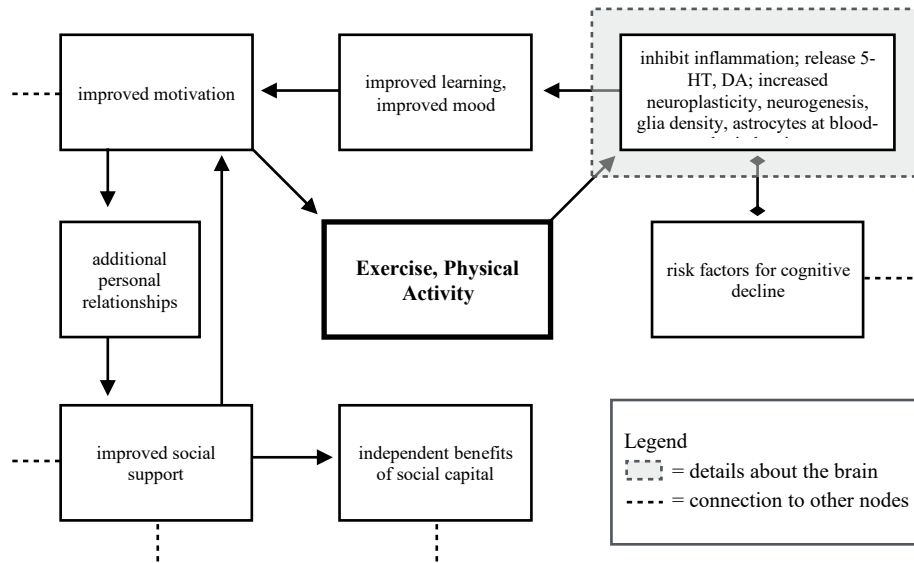 improved motivation
improved learning,
improved mood
inhibit inflammation; release 5-
HT, DA; increased
neuroplasticity, neurogenesis,
glia density, astrocytes at blood-
additional
personal
relationships
Exercise, Physical
Activity
risk factors for cognitive
decline
improved social
support
independent benefits
of social capital
Legend
= details about the brain
= connection to other nodes